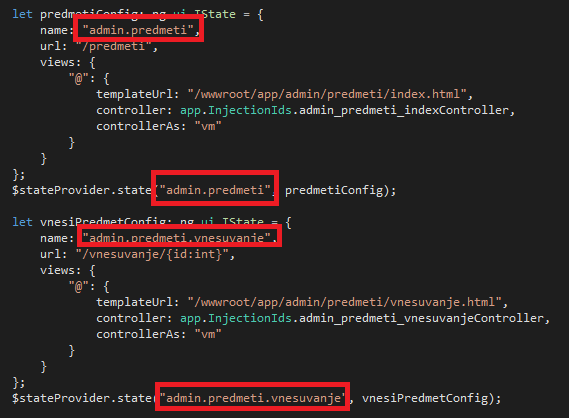 let predmetiConfig: ng.ui.IState = {
name: "admin.predmeti",
url: "/predmeti",
views: {
"@": {
templateUrl: "/wwwroot/app/admin/predmeti/index.html",
controller: app.InjectionIds.admin_predmeti_indexController,
controllerAs: "vm"
}
}
};
$stateProvider.state("admin.predmeti", predmetiConfig);
let vnesiPredmetConfig: ng.ui.IState = {
name: "admin.predmeti.vnesuvanje",
url: "/vnesuvanje/{id:int}",
views: {
"@": {
templateUrl: "/wwwroot/app/admin/predmeti/vnesuvanje.html",
controller: app.InjectionIds.admin_predmeti_vnesuvanjeController,
controllerAs: "vm"
}
}
};
$stateProvider.state("admin.predmeti.vnesuvanje", vnesiPredmetConfig);